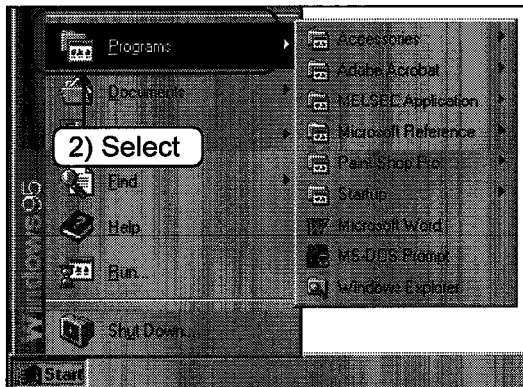 Programs
Documents
2) Select
Find
Help
Run...
Shut Down...
Windows95
Start
Accessories
Adobe Acrobat
MELSEC Application
Microsoft Reference
Paint Shop Pro
Startup
Microsoft Word
MS-DOS Prompt
Windows Explorer